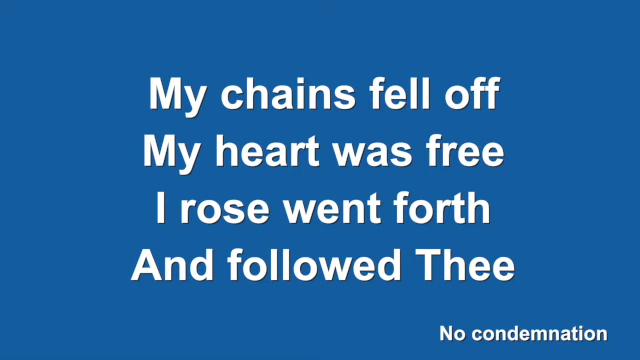 My chains fell off
My heart was free
I rose went forth
And followed Thee
No condemnation